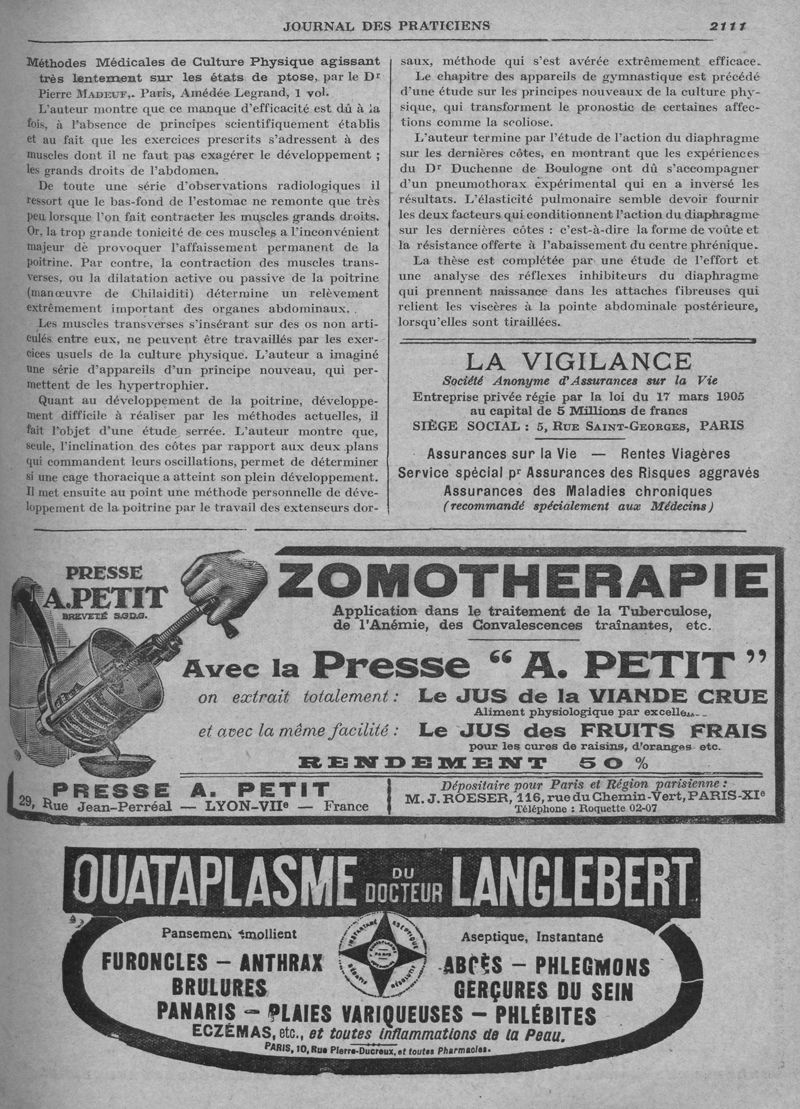 JOURNAL DES PRATICIENS 2111
Méthodes Médicales de Culture Physique agissant
très lentement sur les états de ptose, par le Dr
Pierre MADEUF,. Paris, Amédée Legrand, 1 vol.
L'auteur montre que ce manque d'efficacité est dû à la
fois, à l'absence de principes scientifiquement établis
et au fait que les exercices prescrits s'adressent à des
muscles dont il ne faut pas exagérer le développement ;
les grands droits de l'abdomen.
De toute une série d'observations radiologiques il
ressort que le bas-fond de l'estomac ne remonte que très
peu lorsque l'on fait contracter les muscles grands droits.
Or, la trop grande tonicité de ces muscles a l'inconvénient
majeur de provoquer l'affaissement permanent de la
poitrine. Par contre, la contraction des muscles trans-
verses, ou la dilatation active ou passive de la poitrine
(manœuvre de Chilaiditi) détermine un relèvement
extrêmement important des organes abdominaux.
Les muscles transverses s'insérant sur des os non arti-
culés entre eux, ne peuvent être travaillés par les exer-
cices usuels de la culture physique. L'auteur a imaginé
une série d'appareils d'un principe nouveau, qui per-
mettent de les hypertrophier.
Quant au développement de la poitrine, développe-
ment difficile à réaliser par les méthodes actuelles, il
fait l'objet d'une étude serrée. L'auteur montre que,
seule, l'inclination des côtes par rapport aux deux plans
qui commandent leurs oscillations, permet de déterminer
si une cage thoracique a atteint son plein développement.
Il met ensuite au point une méthode personnelle de déve-
loppement de la poitrine par le travail des extenseurs dor-
saux, méthode qui s'est avérée extrêmement efficace.
Le chapitre des appareils de gymnastique est précédé
d'une étude sur les principes nouveaux de la culture phy-
sique, qui transforment le pronostic de certaines affec-
tions comme la scoliose.
L'auteur termine par l'étude de l'action du diaphragme
sur les dernières côtes, en montrant que les expériences
du Dr Duchenne de Boulogne ont dû s'accompagner
d'un pneumothorax expérimental qui en a inversé les
résultats. L'élasticité pulmonaire semble devoir fournir
les deux facteurs qui conditionnent l'action du diaphragme
sur les dernières côtes : c'est-à-dire la forme de voûte et
la résistance offerte à l'abaissement du centre phrénique.
La thèse est complétée par une étude de l'effort et
une analyse des réflexes inhibiteurs du diaphragme
qui prennent naissance dans les attaches fibreuses qui
relient les viscères à la pointe abdominale postérieure,
lorsqu'elles sont tiraillées.
LA VIGILANCE
Société Anonyme d'Assurances sur la Vie
Entreprise privée régie par la loi du 17 mars 1905
au capital de 5 Millions de francs
SIÈGE SOCIAL : 5, RUE SAINT-GEORGES, PARIS
Assurances sur la Vie — Rentes Viagères
Service spécial pr Assurances des Risques aggravés
Assurances des Maladies chroniques
(recommandé spécialement aux Médecins)
PRESSE
A. PETIT
BREVETÉ S.G.D.G.
ZOMOTHERAPIE
Application dans le traitement de la Tuberculose,
de l'Anémie, des Convalescences traînantes, etc.
Avec la Presse “ A. PETIT ”
on extrait totalement : Le JUS de la VIANDE CRUE
Aliment physiologique par
et avec la même facilité : Le JUS des FRUITS FRAIS
pour les cures de raisins, d'oranges etc.
RENDEMENT 50 %
PRESSE A. PETIT
29, Rue Jean-Perréal — LYON-VIIe — France
Dépositaire pour Paris et Région parisienne :
M. J. ROESER, 116, rue du Chemin-Vert, PARIS-XIe
Téléphone : Roquette 02-07
OUATAPLASME DU DOCTEUR LANGLEBERT
Pansement émollient
Aseptique, Instantané
FURONCLES - ANTHRAX
ABCÈS - PHLEGMONS
BRULURES
GERÇURES DU SEIN
PANARIS - PLAIES VARIQUEUSES - PHLÉBITES
ECZÉMAS, etc., et toutes inflammations de la Peau.
PARIS, 10, Rue Pierre-Ducreux, et toutes Pharmacies.